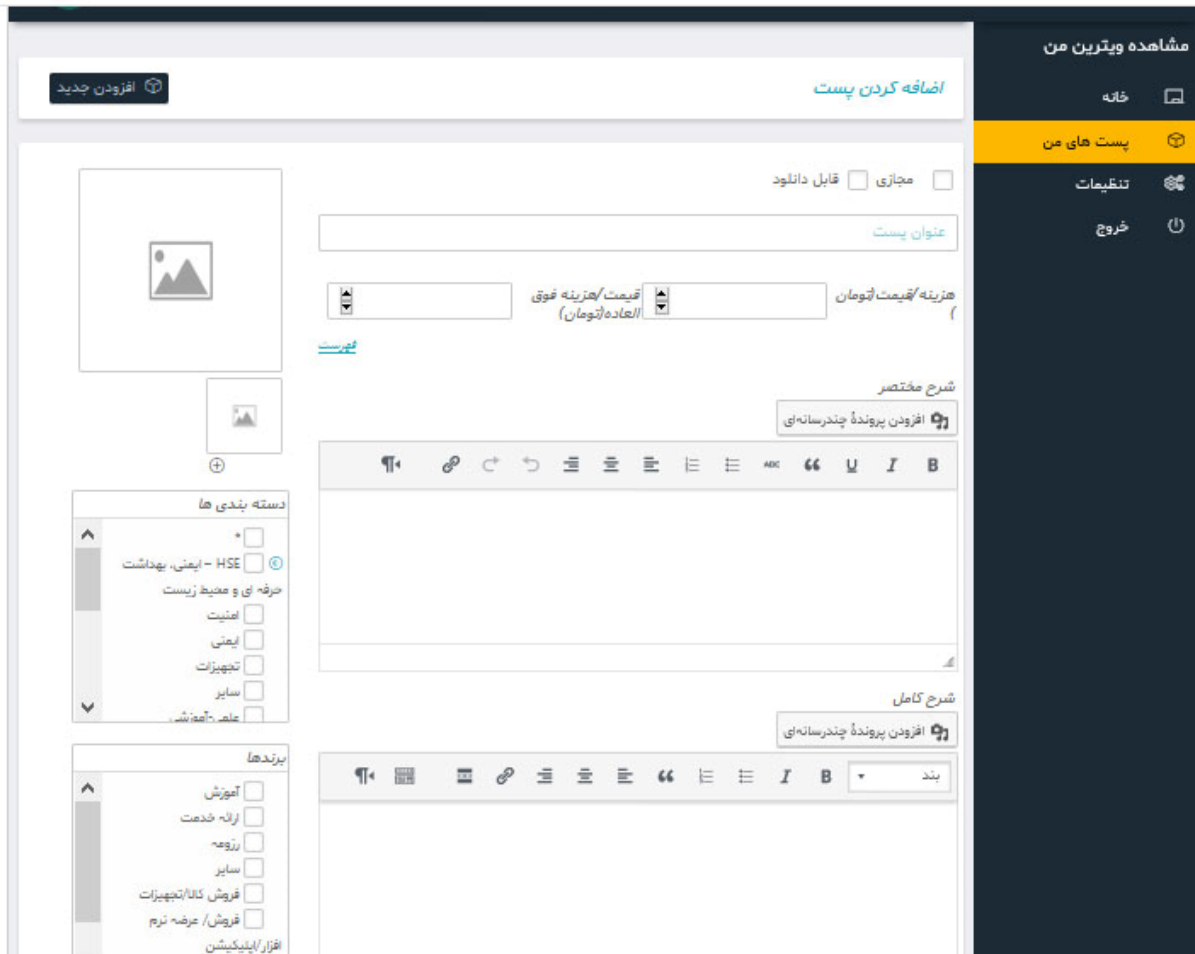 مشاهده ویترین من
خانه
پست های من
تنظیمات
خروج
اضافه کردن پست
افزودن جدید
مجازی
قابل دانلود
عنوان پست
هزینه/قیمت(تومان
)
قیمت/هزینه فوق
العاده(تومان)
فهرست
شرح مختصر
افزودن پروندهٔ چندرسانه‌ای
B I U ABC
شرح کامل
افزودن پروندهٔ چندرسانه‌ای
بند B I
دسته بندی ها
*
HSE – ایمنی، بهداشت
حرفه ای و محیط زیست
امنیت
ایمنی
تجهیزات
سایر
علمی-آموزشی
برندها
آموزش
ارائه خدمت
رزومه
سایر
فروش کالا/تجهیزات
فروش/ عرضه نرم
افزار/اپلیکیشن